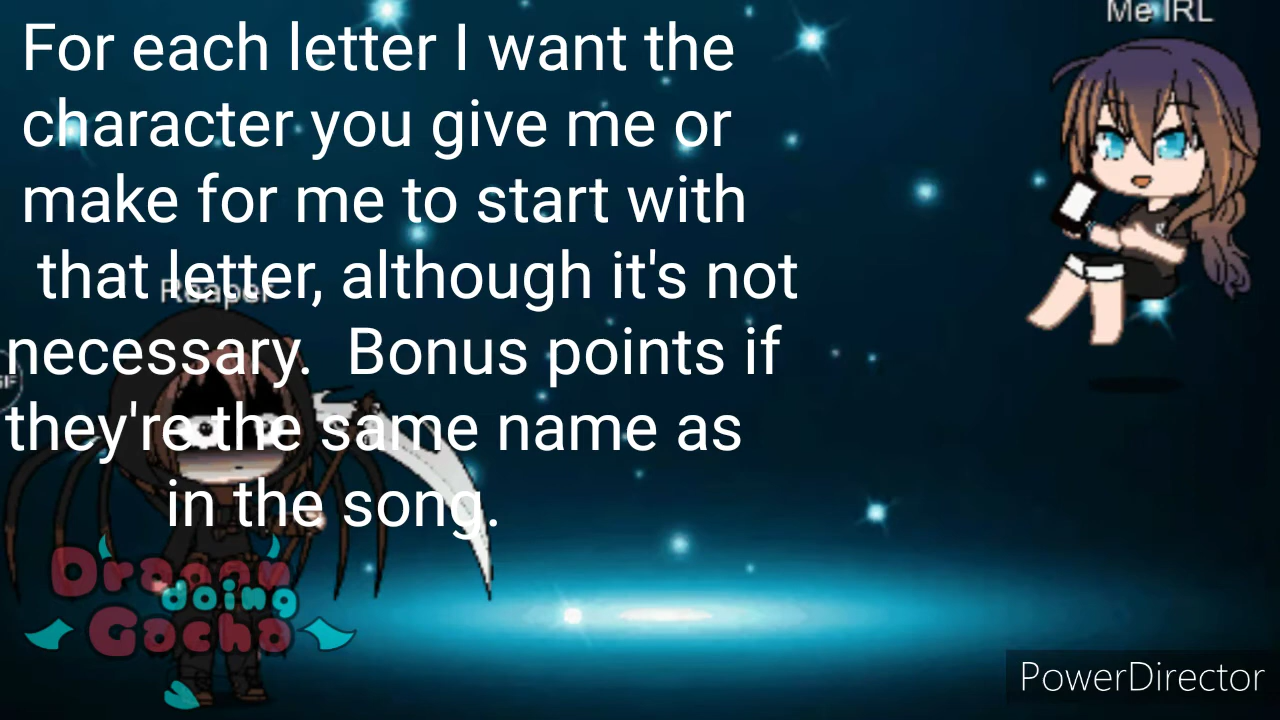 Me IRL
For each letter I want the
character you give me or
make for me to start with
that letter, although it's not
Reaper
necessary. Bonus points if
GIF
they're the same name as
in the song.
Dragny
doing
Gacha
PowerDirector